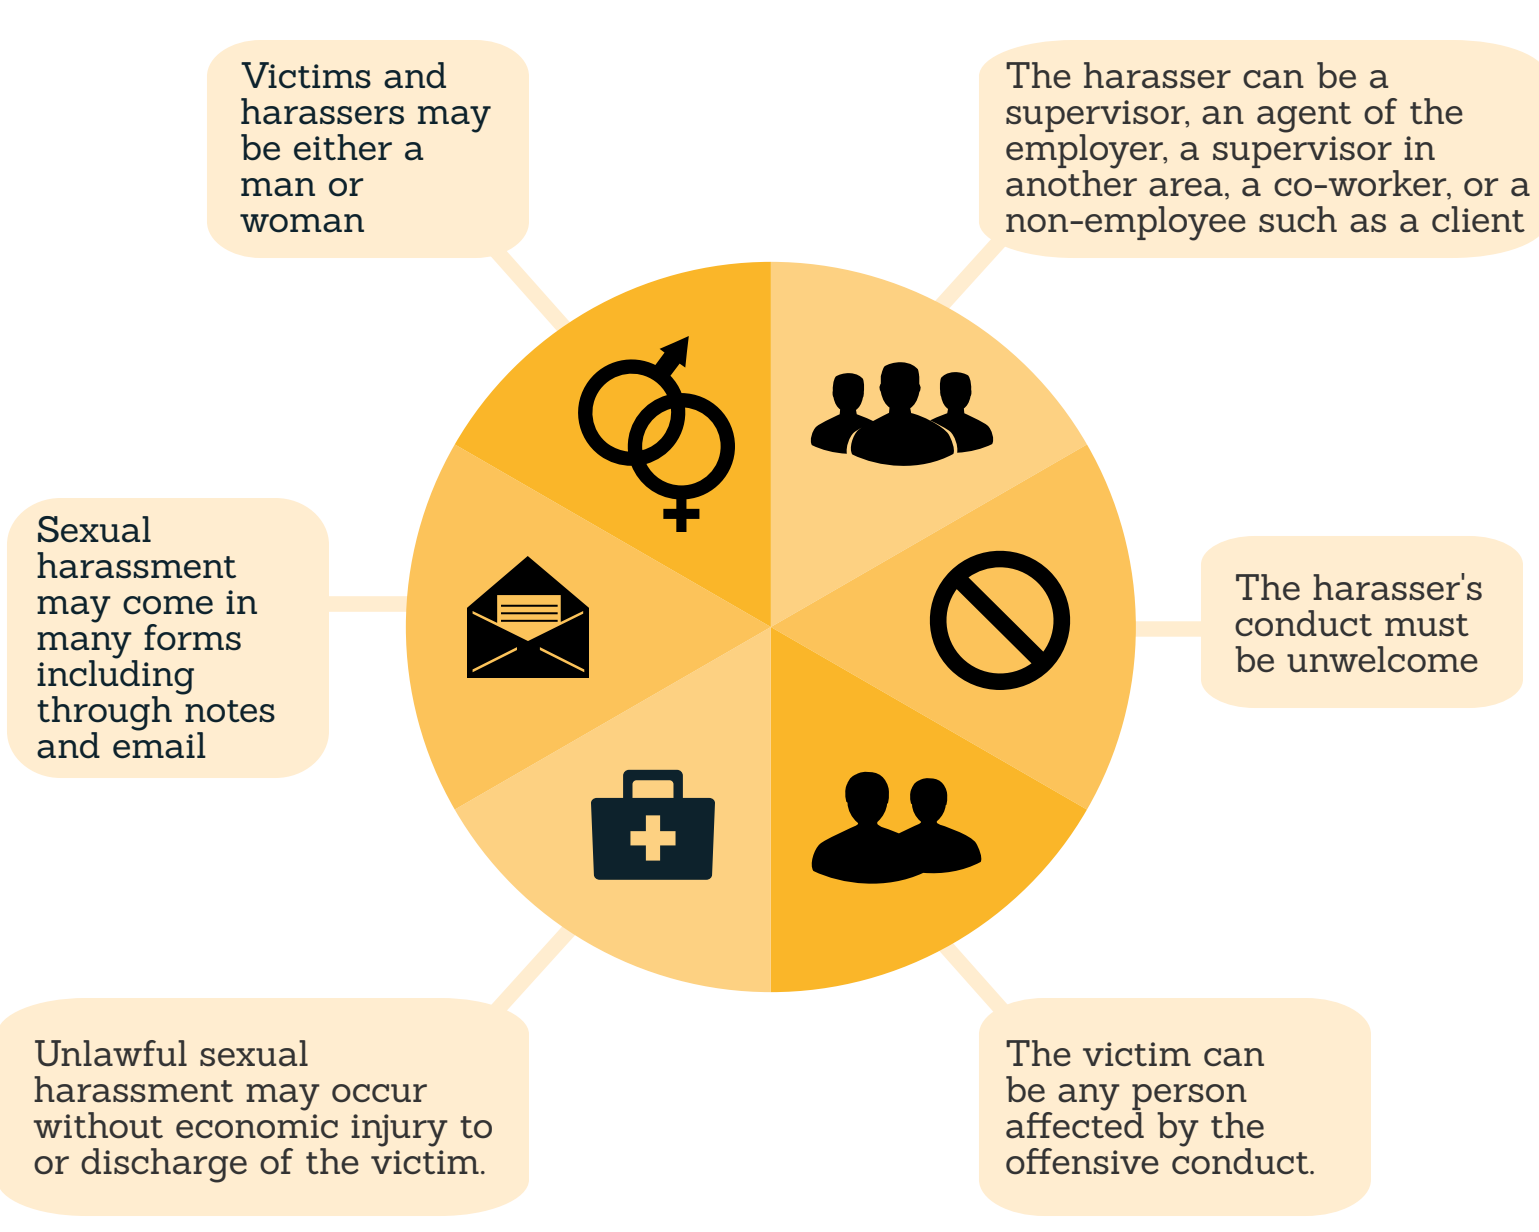 Victims and
harassers may
be either a
man or
woman
The harasser can be a
supervisor, an agent of the
employer, a supervisor in
another area, a co-worker, or a
non-employee such as a client
Sexual
harassment
may come in
many forms
including
through notes
and email
The harasser's
conduct must
be unwelcome
Unlawful sexual
harassment may occur
without economic injury to
or discharge of the victim.
The victim can
be any person
affected by the
offensive conduct.